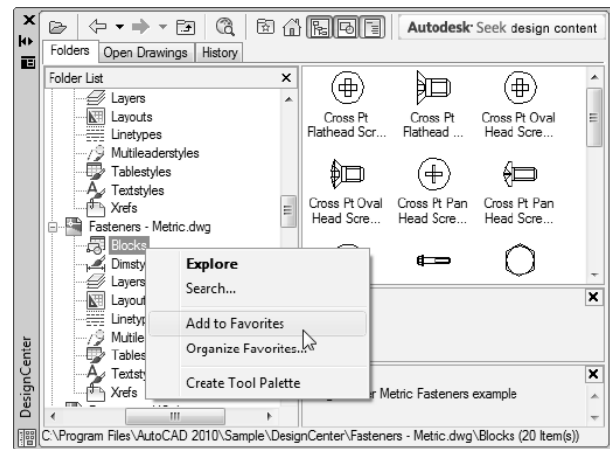 Autodesk® Seek design content
Folders
Open Drawings
History
Folder List
Layers
Layouts
Linetypes
Multileaderstyles
Tablestyles
Textstyles
Xrefs
Fasteners - Metric.dwg
Blocks
Dimsty
Layers
Layout
Linetyp
Multile
Tables
Textsty
Xrefs
Explore
Search...
Add to Favorites
Organize Favorites...
Create Tool Palette
Cross Pt
Flathead Scr...
Cross Pt
Flathead ...
Cross Pt Oval
Head Scre...
Cross Pt Oval
Head Scre...
Cross Pt Pan
Head Scre...
Cross Pt Pan
Head Scre...
Metric Fasteners example
DesignCenter
C:\Program Files\AutoCAD 2010\Sample\DesignCenter\Fasteners - Metric.dwg\Blocks (20 Item(s))